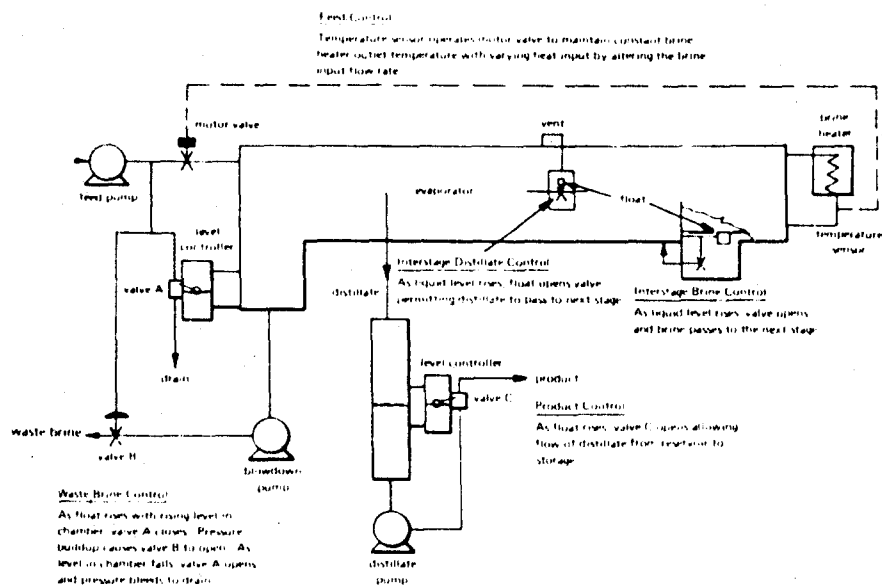 Feed Control
Temperature sensor operates motor valve to maintain constant brine
heater outlet temperature with varying heat input by altering the brine
input flow rate
motor valve
vent
brine
heater
feed pump
evaporator
float
level
controller
temperature
sensor
valve A
Interstage Distillate Control
As liquid level rises, float opens valve
permitting distillate to pass to next stage
distillate
Interstage Brine Control
As liquid level rises, valve opens
and brine passes to the next stage
drain
level controller
product
valve C
Product Control
As float rises, valve C opens allowing
flow of distillate from reservoir to
storage
waste brine
valve B
blowdown
pump
Waste Brine Control
As float rises with rising level in
chamber, valve A closes. Pressure
buildup causes valve B to open. As
level in chamber falls, valve A opens
and pressure bleeds to drain
distillate
pump